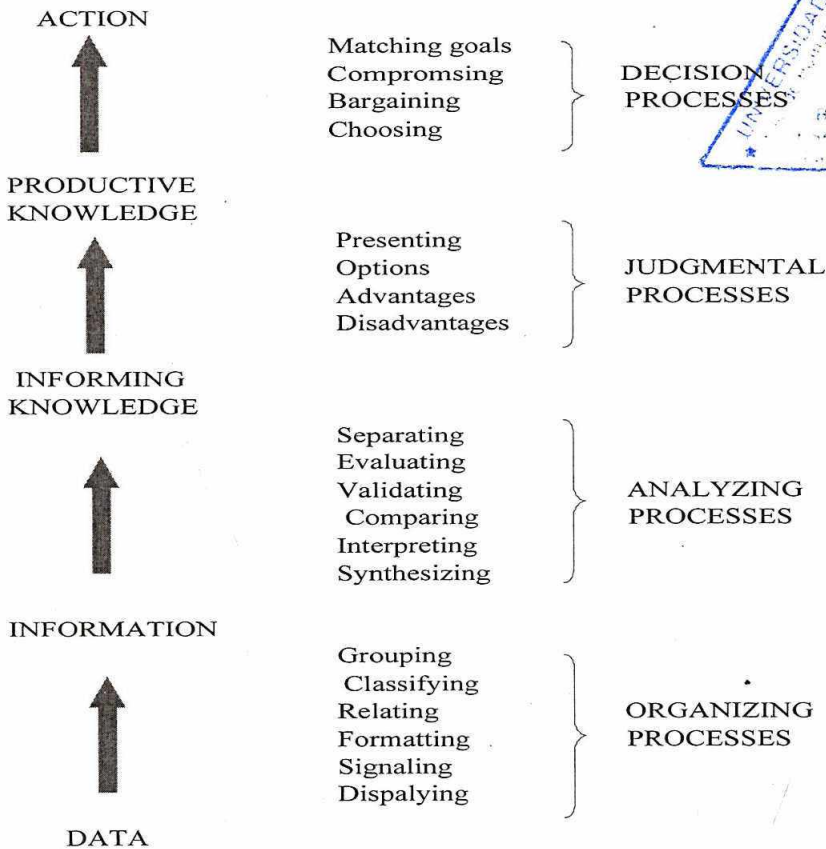 ACTION
Matching goals
Compromsing
Bargaining
Choosing
DECISION
PROCESSES
PRODUCTIVE
KNOWLEDGE
Presenting
Options
Advantages
Disadvantages
JUDGMENTAL
PROCESSES
INFORMING
KNOWLEDGE
Separating
Evaluating
Validating
Comparing
Interpreting
Synthesizing
ANALYZING
PROCESSES
INFORMATION
Grouping
Classifying
Relating
Formatting
Signaling
Dispalying
ORGANIZING
PROCESSES
DATA
UNIVERSIDAD